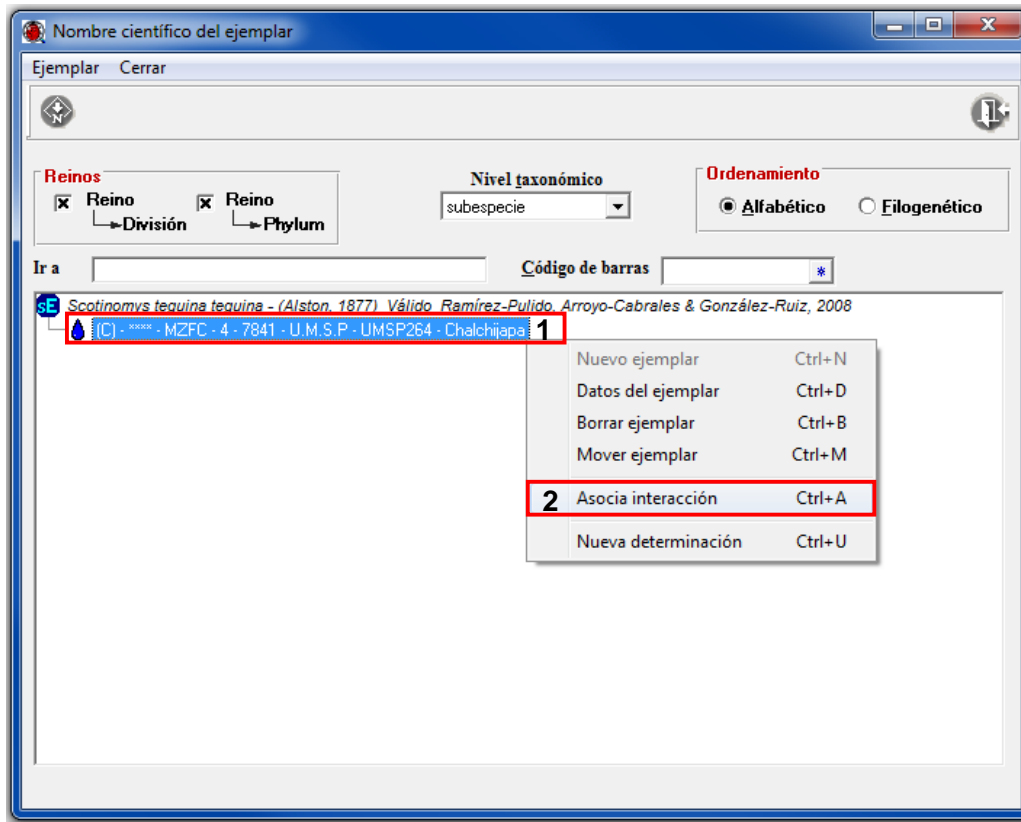 Nombre científico del ejemplar
Ejemplar Cerrar
N
Reinos
Reino
División
Reino
Phylum
Nivel taxonómico
subespecie
Ordenamiento
Alfabético Filogenético
Ir a
Código de barras
*
sE Scotinomys teguina teguina - (Alston, 1877) Válido Ramírez-Pulido, Arroyo-Cabrales & González-Ruiz, 2008
(C) - **** - MZFC - 4 - 7841 - U.M.S.P - UMSP264 - Chalchijapa 1
Nuevo ejemplar Ctrl+N
Datos del ejemplar Ctrl+D
Borrar ejemplar Ctrl+B
Mover ejemplar Ctrl+M
2 Asocia interacción Ctrl+A
Nueva determinación Ctrl+U